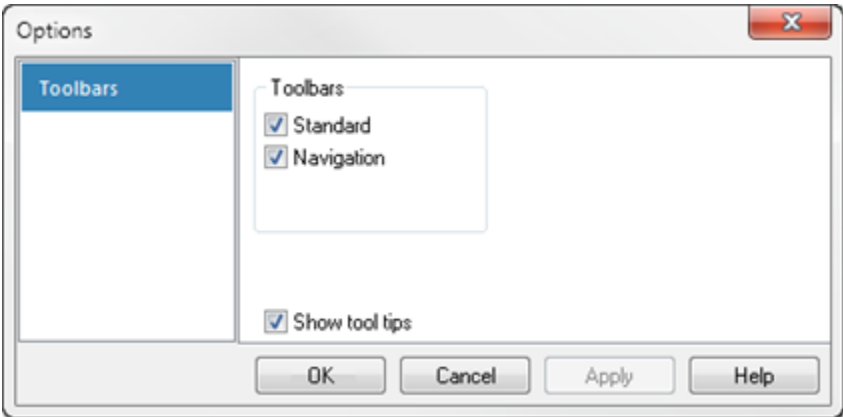 Options
Toolbars
Toolbars
Standard
Navigation
Show tool tips
OK Cancel Apply Help